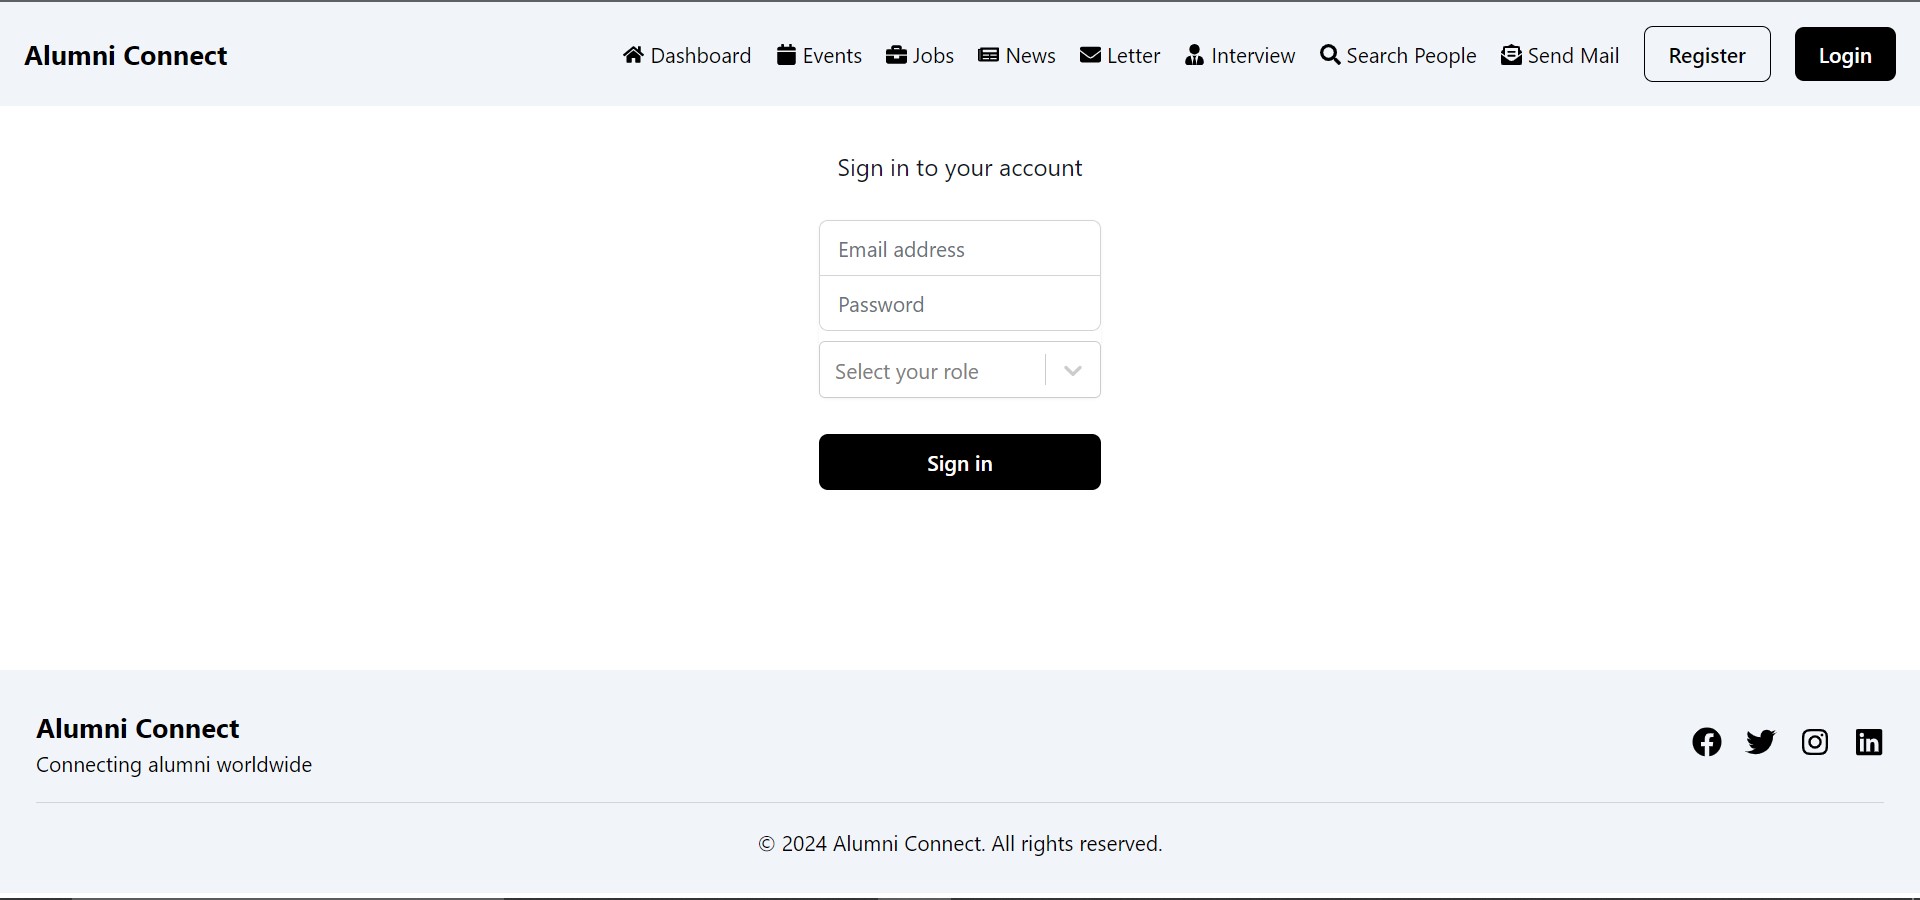 Alumni Connect Dashboard Events Jobs News Letter Interview Search People Send Mail Register Login
Sign in to your account
Email address
Password
Select your role
Sign in
Alumni Connect
Connecting alumni worldwide
© 2024 Alumni Connect. All rights reserved.